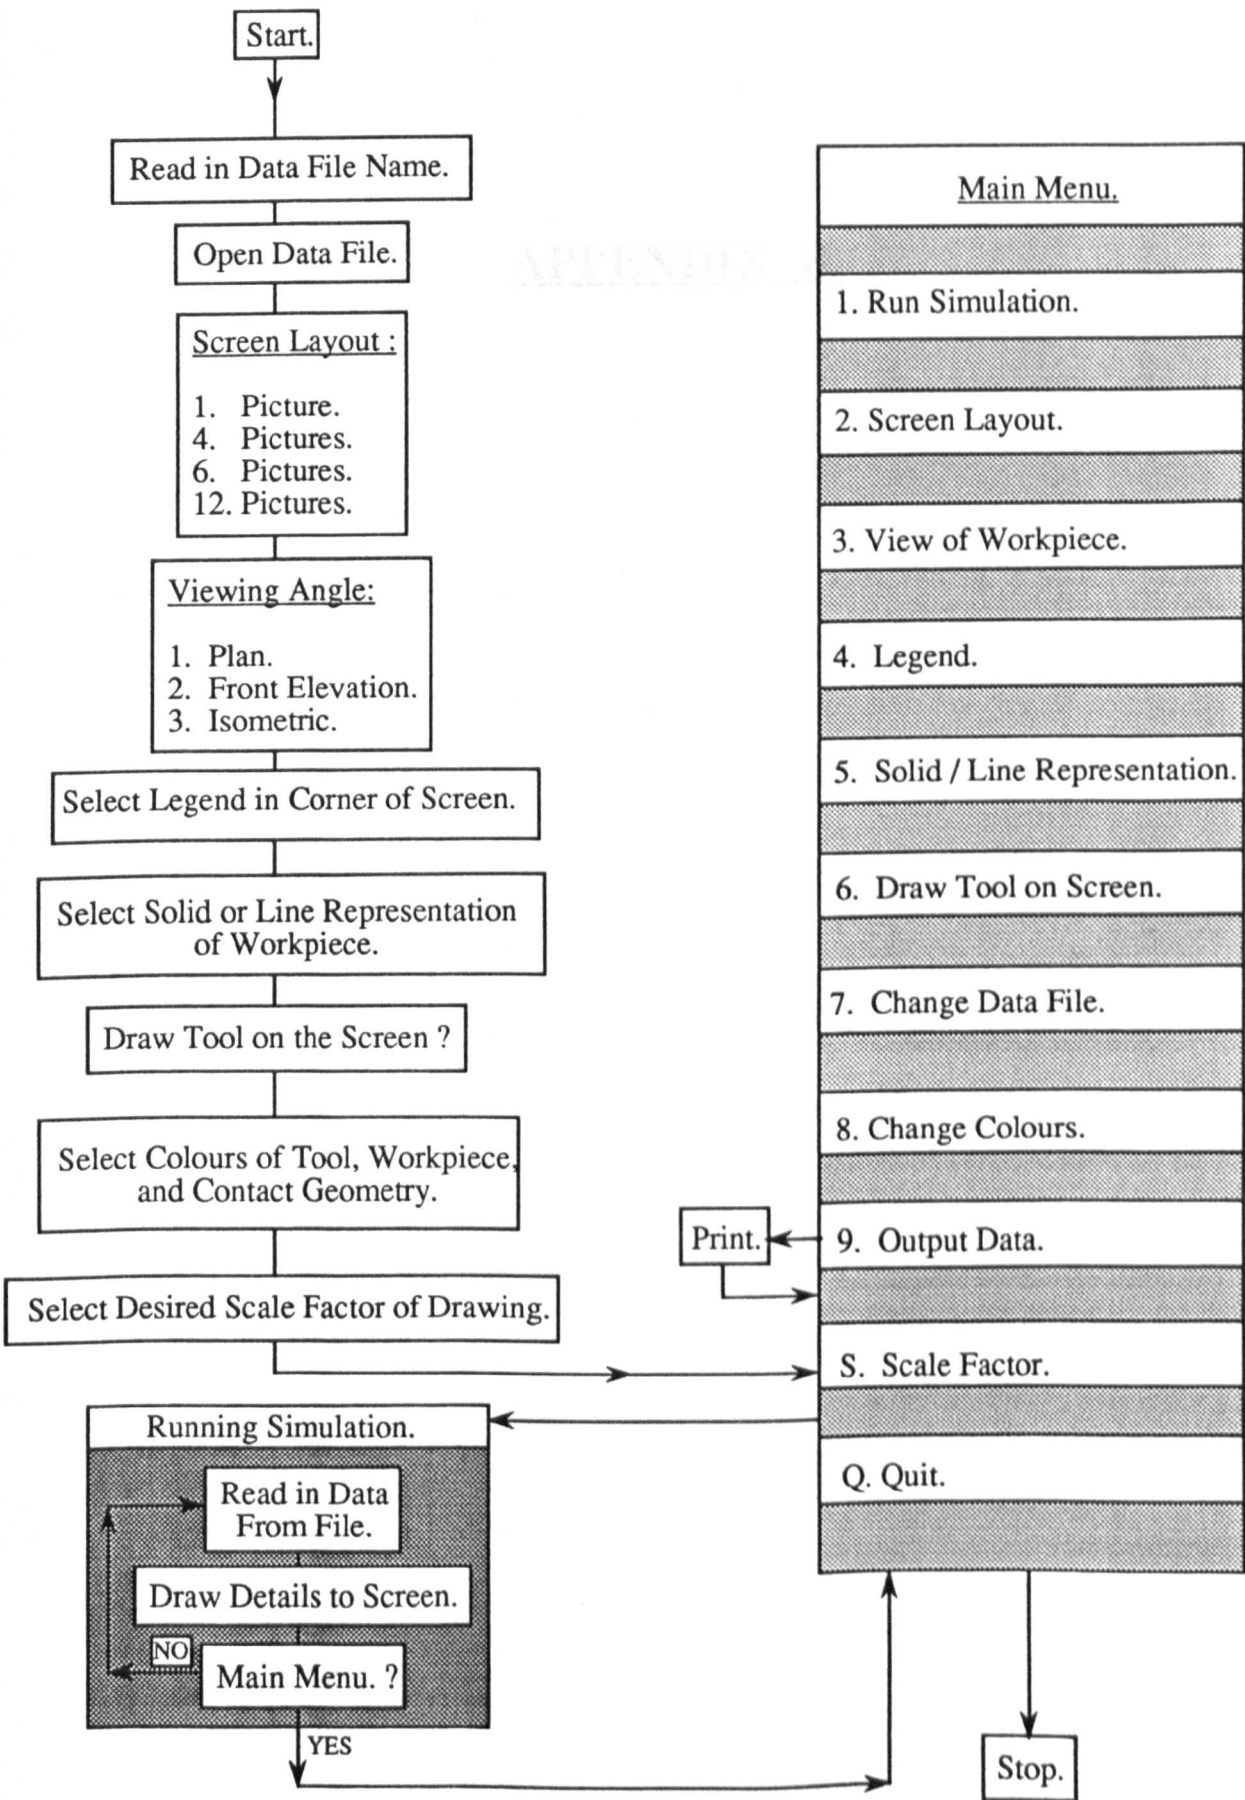 Start.
Read in Data File Name.
Open Data File.
Screen Layout :
1. Picture.
4. Pictures.
6. Pictures.
12. Pictures.
Viewing Angle:
1. Plan.
2. Front Elevation.
3. Isometric.
Select Legend in Corner of Screen.
Select Solid or Line Representation
of Workpiece.
Draw Tool on the Screen ?
Select Colours of Tool, Workpiece,
and Contact Geometry.
Select Desired Scale Factor of Drawing.
Running Simulation.
Read in Data
From File.
Draw Details to Screen.
NO
Main Menu. ?
YES
Main Menu.
1. Run Simulation.
2. Screen Layout.
3. View of Workpiece.
4. Legend.
5. Solid / Line Representation.
6. Draw Tool on Screen.
7. Change Data File.
8. Change Colours.
Print.
9. Output Data.
S. Scale Factor.
Q. Quit.
Stop.
APPENDIX